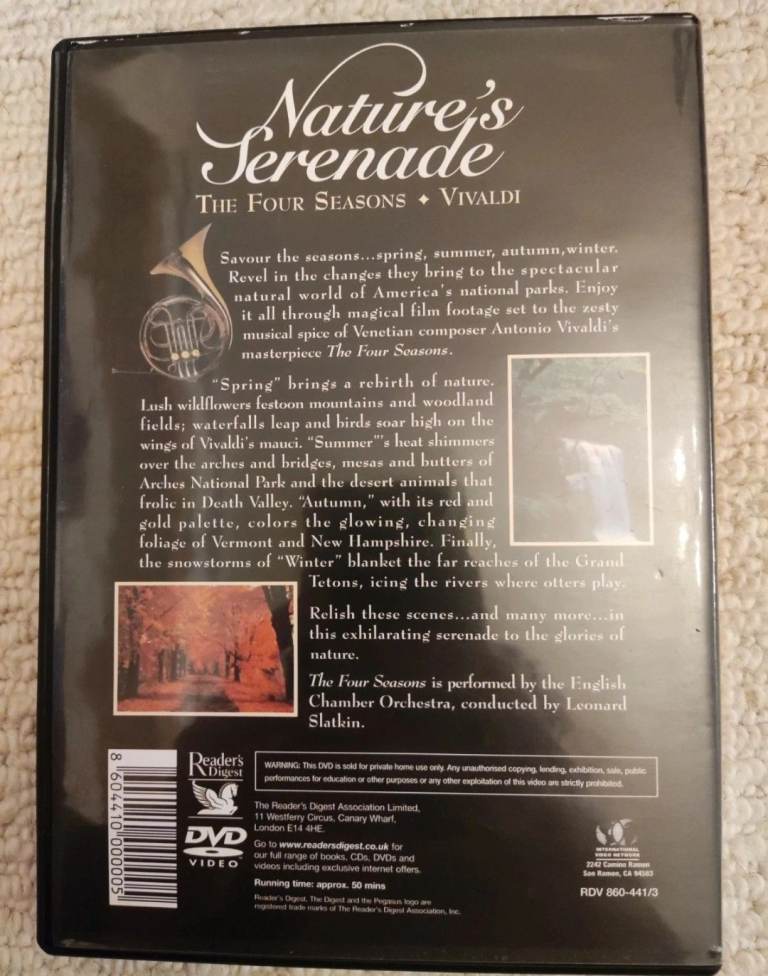 Nature's
Serenade
THE FOUR SEASONS ♦ VIVALDI
Savour the seasons...spring, summer, autumn,winter.
Revel in the changes they bring to the spectacular
natural world of America's national parks. Enjoy
it all through magical film footage set to the zesty
musical spice of Venetian composer Antonio Vivaldi's
masterpiece The Four Seasons.
"Spring" brings a rebirth of nature.
Lush wildflowers festoon mountains and woodland
fields; waterfalls leap and birds soar high on the
wings of Vivaldi's mauci. "Summer"'s heat shimmers
over the arches and bridges, mesas and butters of
Arches National Park and the desert animals that
frolic in Death Valley. "Autumn," with its red and
gold palette, colors the glowing, changing
foliage of Vermont and New Hampshire. Finally,
the snowstorms of "Winter" blanket the far reaches of the Grand
Tetons, icing the rivers where otters play.
Relish these scenes...and many more...in
this exhilarating serenade to the glories of
nature.
The Four Seasons is performed by the English
Chamber Orchestra, conducted by Leonard
Slatkin.
8 604410 000005
Reader's
Digest
DVD
VIDEO
WARNING: This DVD is sold for private home use only. Any unauthorised copying, lending, exhibition, sale, public
performances for education or other purposes or any other exploitation of this video are strictly prohibited.
The Reader's Digest Association Limited,
11 Westferry Circus, Canary Wharf,
London E14 4HE.
Go to www.readersdigest.co.uk for
our full range of books, CDs, DVDs and
videos including exclusive internet offers.
Running time: approx. 50 mins
Reader's Digest, The Digest and the Pegasus logo are
registered trade marks of The Reader's Digest Association, Inc.
INTERNATIONAL
VIDEO NETWORK
2242 Camino Ramon
San Ramon, CA 94583
RDV 860-441/3